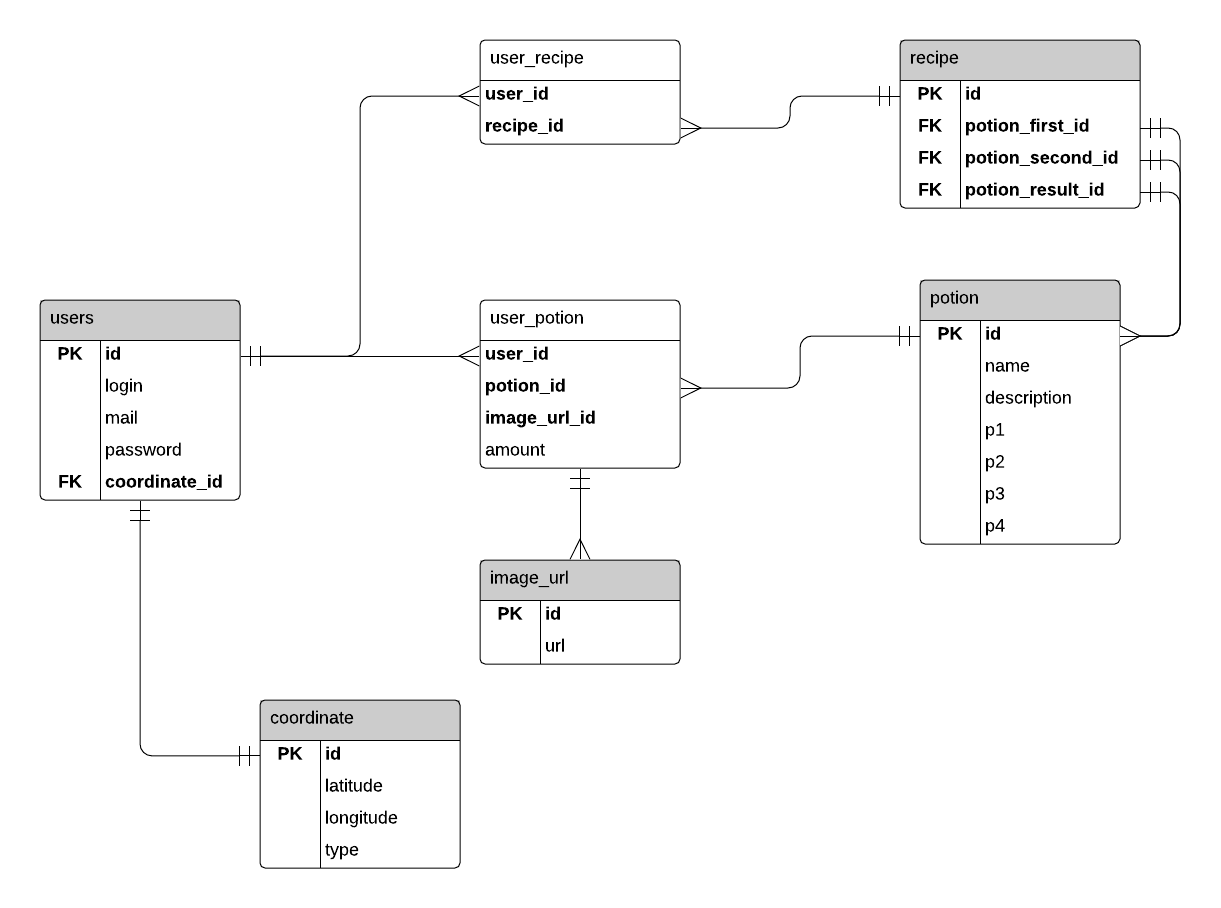 user_recipe
user_id
recipe_id
recipe
PK id
FK potion_first_id
FK potion_second_id
FK potion_result_id
users
PK id
login
mail
password
FK coordinate_id
user_potion
user_id
potion_id
image_url_id
amount
potion
PK id
name
description
p1
p2
p3
p4
image_url
PK id
url
coordinate
PK id
latitude
longitude
type